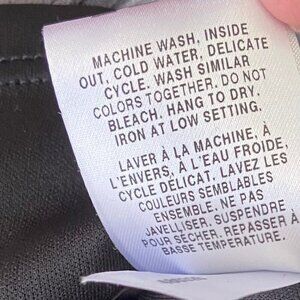 MACHINE WASH, INSIDE
OUT, COLD WATER, DELICATE
CYCLE. WASH SIMILAR
COLORS TOGETHER. DO NOT
BLEACH. HANG TO DRY.
IRON AT LOW SETTING.
LAVER À LA MACHINE, À
L'ENVERS, À L'EAU FROIDE,
CYCLE DÉLICAT. LAVEZ LES
COULEURS SEMBLABLES
ENSEMBLE. NE PAS
JAVELLISER. SUSPENDRE
POUR SÉCHER. REPASSER À
BASSE TEMPÉRATURE.